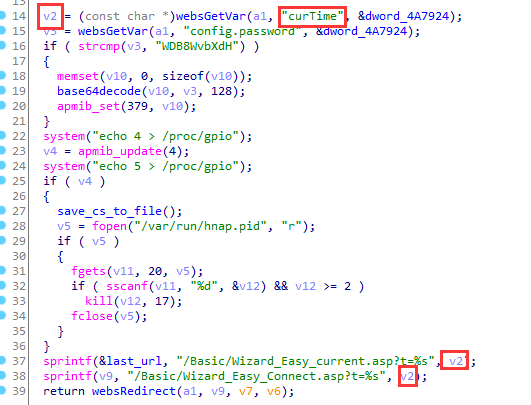 13
14 v2 = (const char *)websGetVar(a1, "curTime", &dword_4A7924);
15 v3 = websGetVar(a1, "config.password", &dword_4A7924);
16 if ( strcmp(v3, "WDB8WvbXdH") )
17 {
18 memset(v10, 0, sizeof(v10));
19 base64decode(v10, v3, 128);
20 apmib_set(379, v10);
21 }
22 system("echo 4 > /proc/gpio");
23 v4 = apmib_update(4);
24 system("echo 5 > /proc/gpio");
25 if ( v4 )
26 {
27 save_cs_to_file();
28 v5 = fopen("/var/run/hnap.pid", "r");
29 if ( v5 )
30 {
31 fgets(v11, 20, v5);
32 if ( sscanf(v11, "%d", &v12) && v12 >= 2 )
33 kill(v12, 17);
34 fclose(v5);
35 }
36 }
37 sprintf(&last_url, "/Basic/Wizard_Easy_current.asp?t=%s", v2);
38 sprintf(v9, "/Basic/Wizard_Easy_Connect.asp?t=%s", v2);
39 return websRedirect(a1, v9, v7, v6);